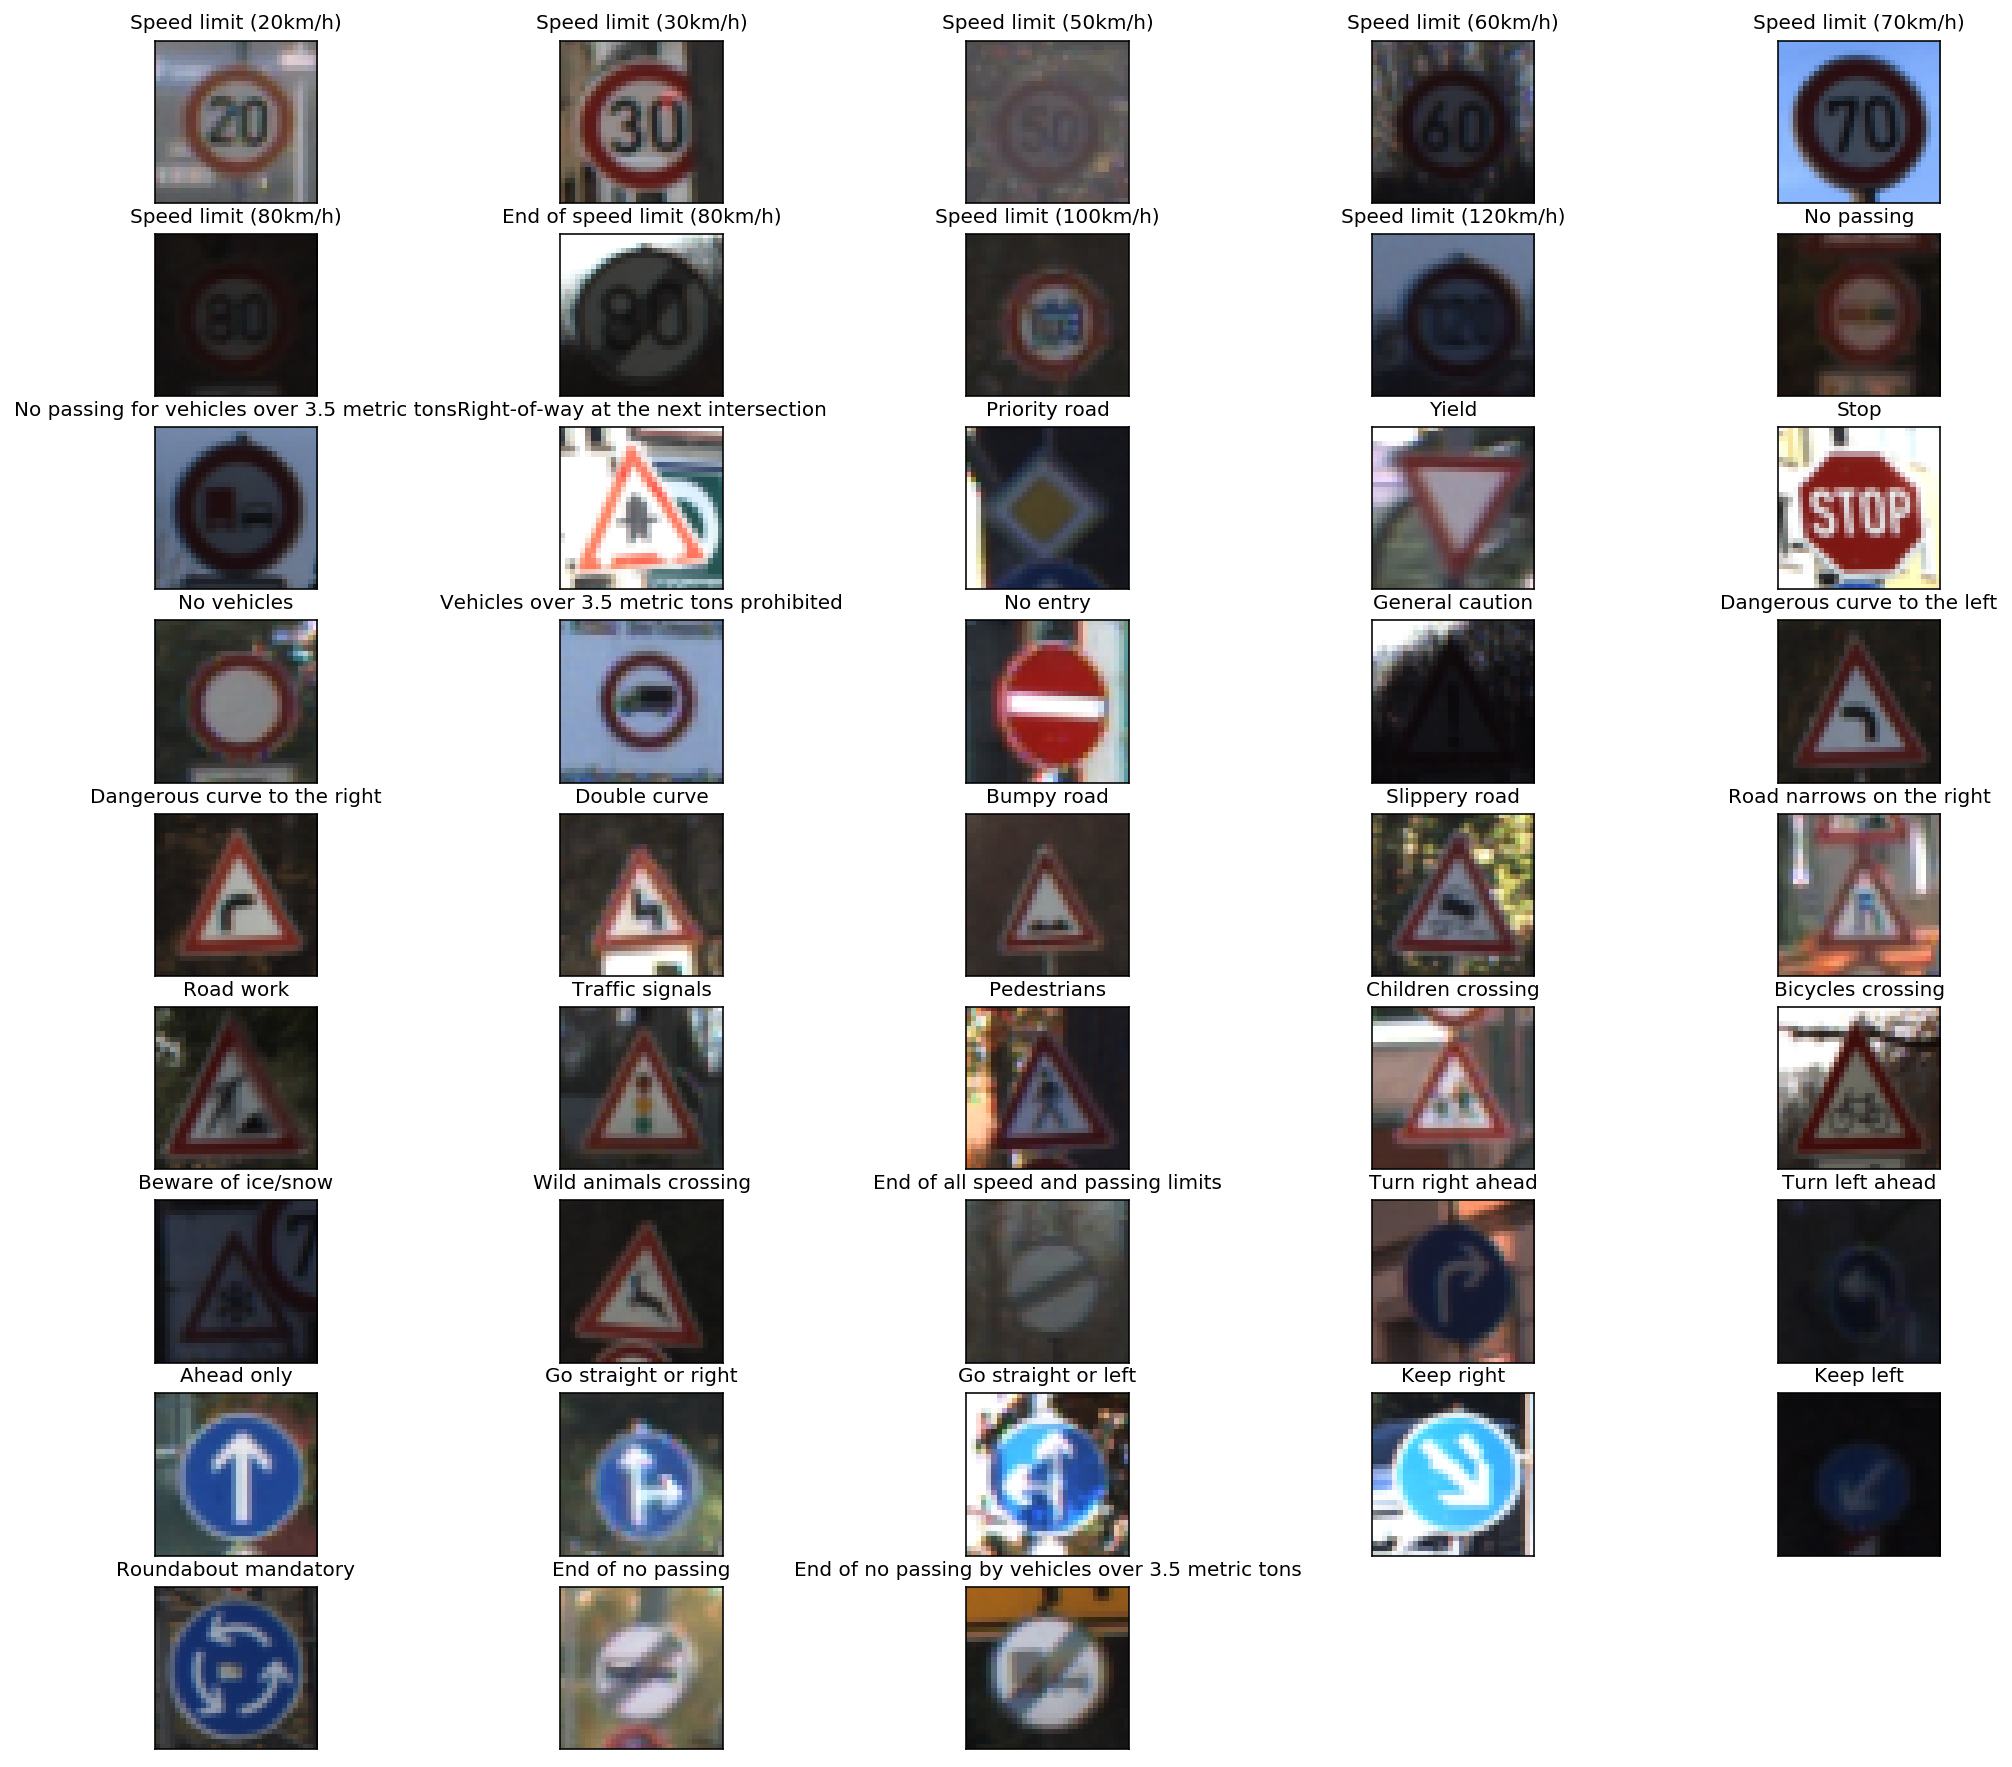 Speed limit (20km/h) Speed limit (30km/h) Speed limit (50km/h) Speed limit (60km/h) Speed limit (70km/h)
20 30 50 60 70
Speed limit (80km/h) End of speed limit (80km/h) Speed limit (100km/h) Speed limit (120km/h) No passing
80 80 100 120
No passing for vehicles over 3.5 metric tons Right-of-way at the next intersection Priority road Yield Stop
STOP
No vehicles Vehicles over 3.5 metric tons prohibited No entry General caution Dangerous curve to the left
Dangerous curve to the right Double curve Bumpy road Slippery road Road narrows on the right
Road work Traffic signals Pedestrians Children crossing Bicycles crossing
Beware of ice/snow Wild animals crossing End of all speed and passing limits Turn right ahead Turn left ahead
7
Ahead only Go straight or right Go straight or left Keep right Keep left
Roundabout mandatory End of no passing End of no passing by vehicles over 3.5 metric tons